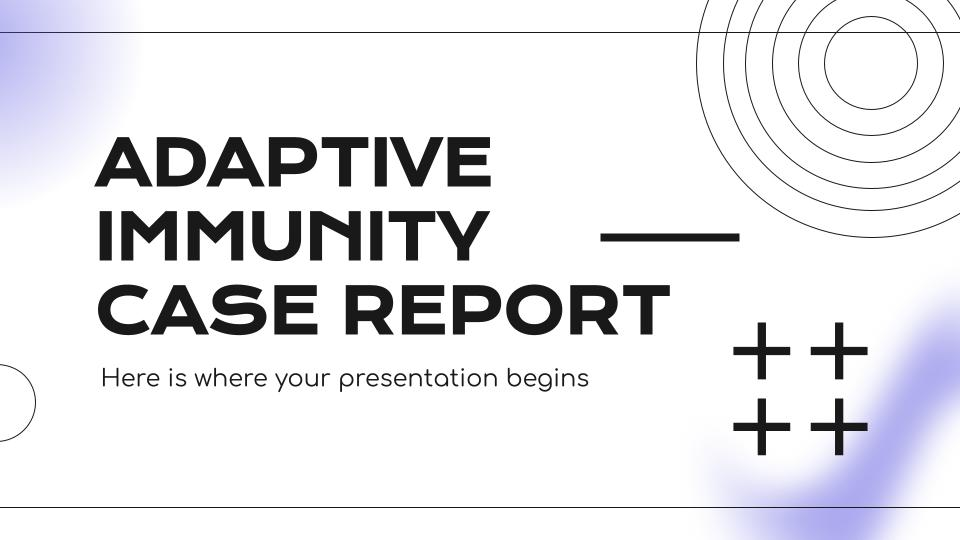 ADAPTIVE
IMMUNITY
CASE REPORT
Here is where your presentation begins